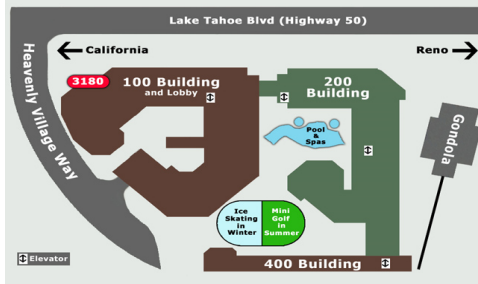 Lake Tahoe Blvd (Highway 50)
California
Reno
Heavenly Village Way
3180
100 Building
and Lobby
200
Building
Pool
&
Spas
Gondola
Ice
Skating
in
Winter
Mini
Golf
in
Summer
Elevator
400 Building